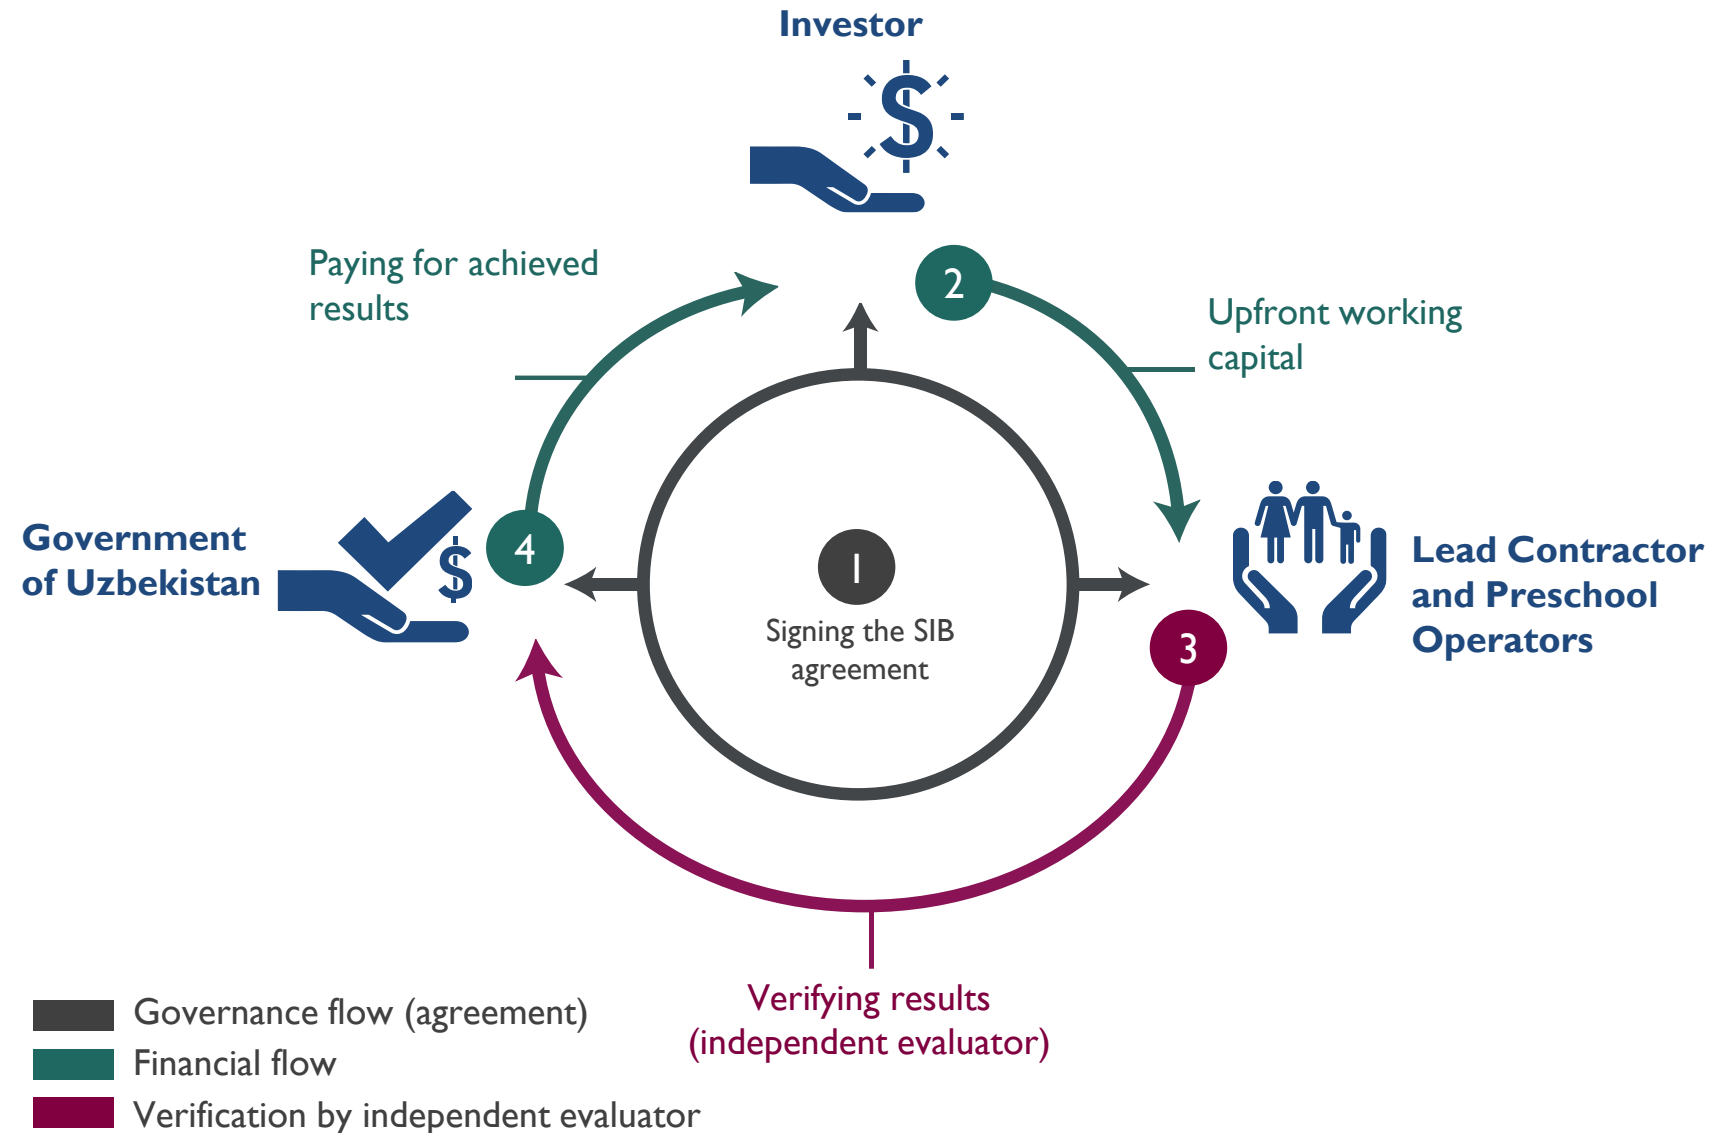 Investor
Paying for achieved
results
2
Upfront working
capital
Government
of Uzbekistan
$
4
1
Signing the SIB
agreement
Lead Contractor
and Preschool
Operators
3
Verifying results
(independent evaluator)
Governance flow (agreement)
Financial flow
Verification by independent evaluator